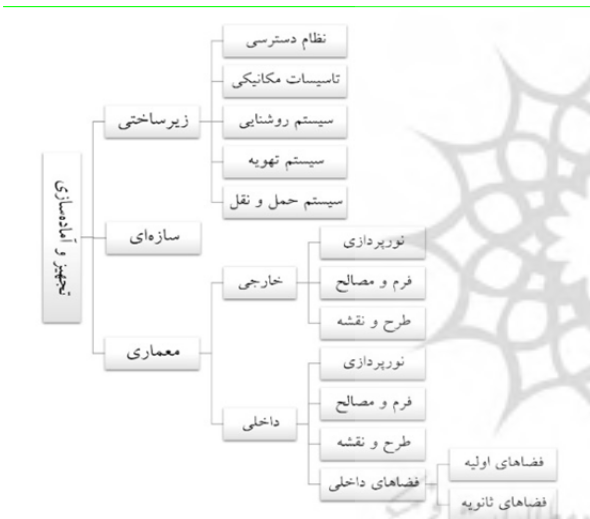 تجهیز و آماده‌سازی
زیرساختی
نظام دسترسی
تاسیسات مکانیکی
سیستم روشنایی
سیستم تهویه
سیستم حمل و نقل
سازه‌ای
معماری
خارجی
نورپردازی
فرم و مصالح
طرح و نقشه
داخلی
نورپردازی
فرم و مصالح
طرح و نقشه
فضاهای داخلی
فضاهای اولیه
فضاهای ثانویه